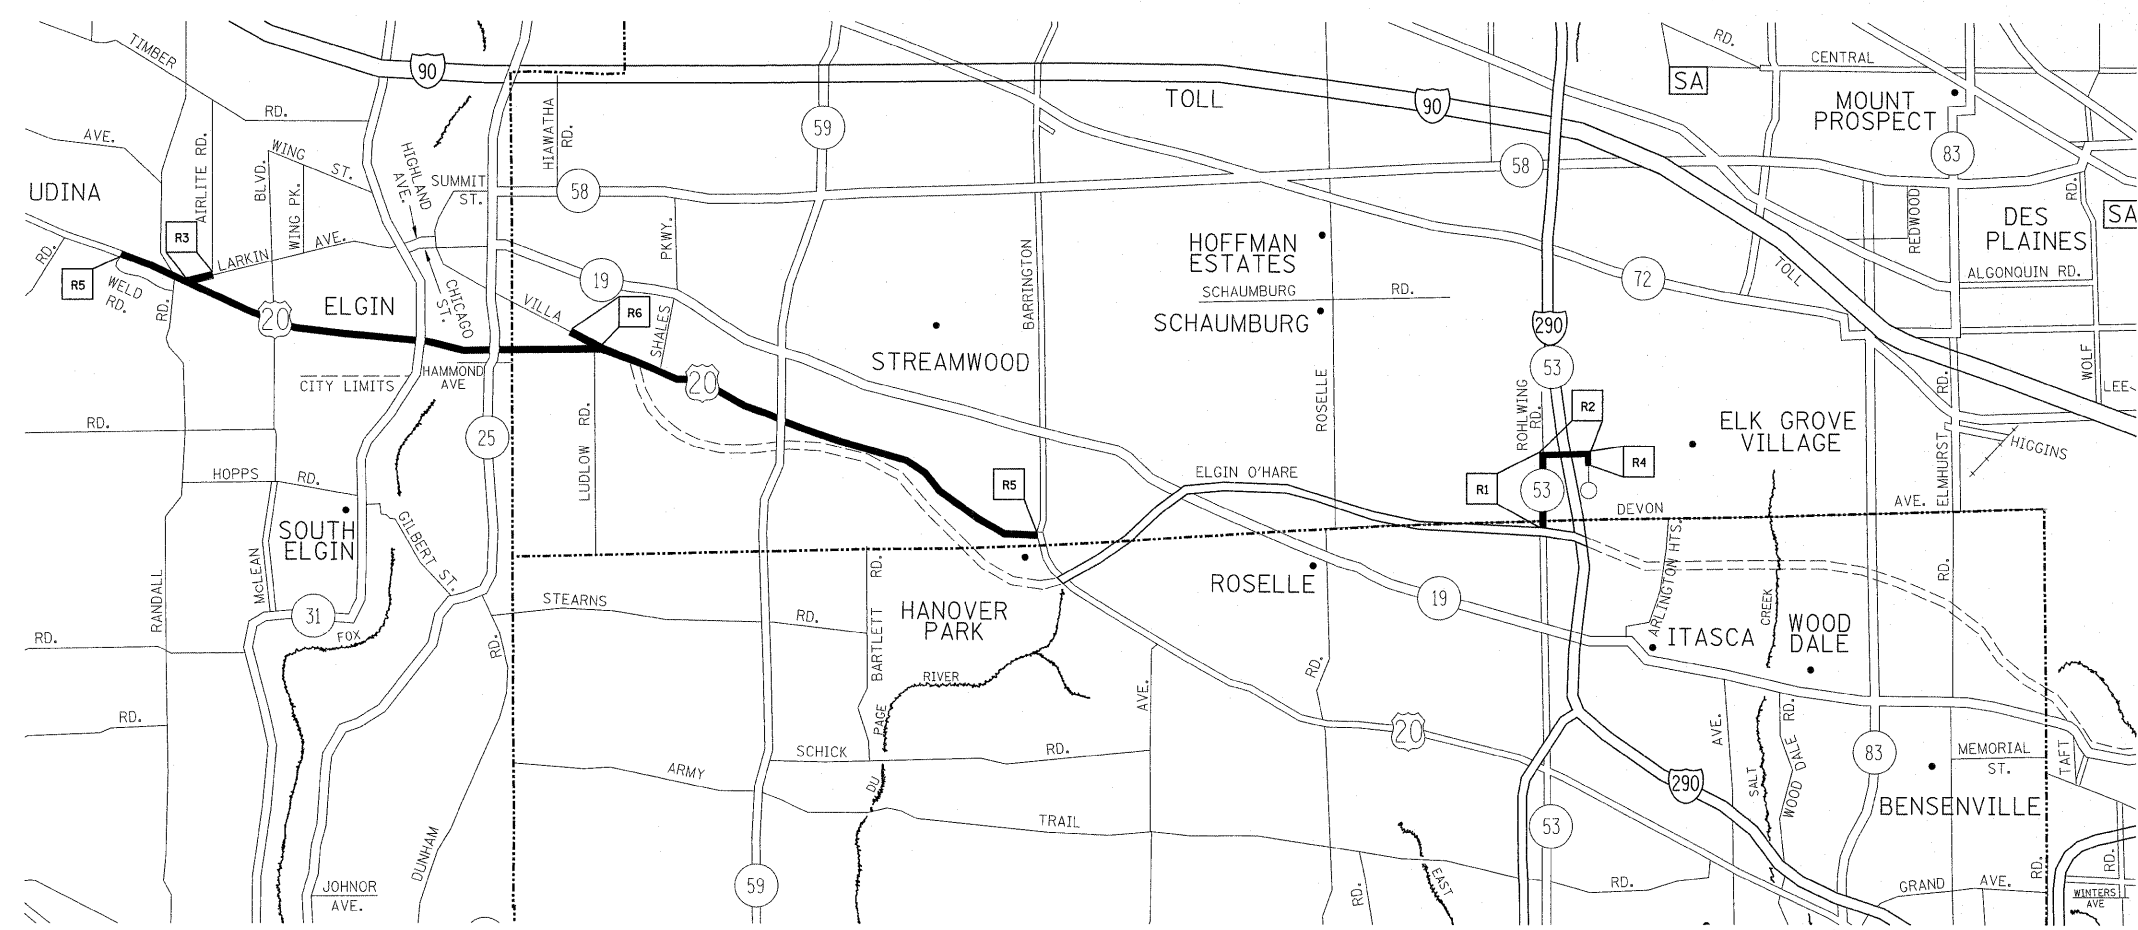 TIMBER
RD.
AVE.
90
RD.
CENTRAL
SA
TOLL
90
MOUNT
PROSPECT
HIAWATHA
RD.
59
AIRLITE RD.
BLVD.
WING
ST.
WING PK.
HIGHLAND
AVE.
SUMMIT
ST.
58
58
83
UDINA
RD.
R3
LARKIN
AVE.
PKWY.
BARRINGTON
REDWOOD
RD.
DES
PLAINES
SA
HOFFMAN
ESTATES
TOLL
ALGONQUIN RD.
RD.
R5
WELD
RD.
RD.
20
ELGIN
CHICAGO
ST.
19
VILLA
R6
SHALES
SCHAUMBURG
RD.
SCHAUMBURG
72
290
53
STREAMWOOD
CITY LIMITS
HAMMOND
AVE
20
ROSELLE
ROHLWING
RD.
R2
RD.
WOLF
LEE
RD.
25
LUDLOW RD.
ELK GROVE
VILLAGE
ELMHURST
HIGGINS
HOPPS
RD.
R5
ELGIN O'HARE
R1
53
R4
SOUTH
ELGIN
GILBERT ST.
DEVON
AVE.
McLEAN
RANDALL
31
FOX
RD.
STEARNS
RD.
BARTLETT RD.
HANOVER
PARK
ROSELLE
19
ARLINGTON HTS.
CREEK
RD.
ITASCA
WOOD
DALE
RD.
RD.
RIVER
PAGE
DU
AVE.
RD.
20
AVE.
SALT
WOOD DALE RD.
83
MEMORIAL
ST.
TAFT
SCHICK
RD.
ARMY
TRAIL
290
BENSENVILLE
53
DUNHAM
JOHNOR
AVE.
59
RD.
EAST
RD.
GRAND
AVE.
RD.
RD.
WINTERS
AVE